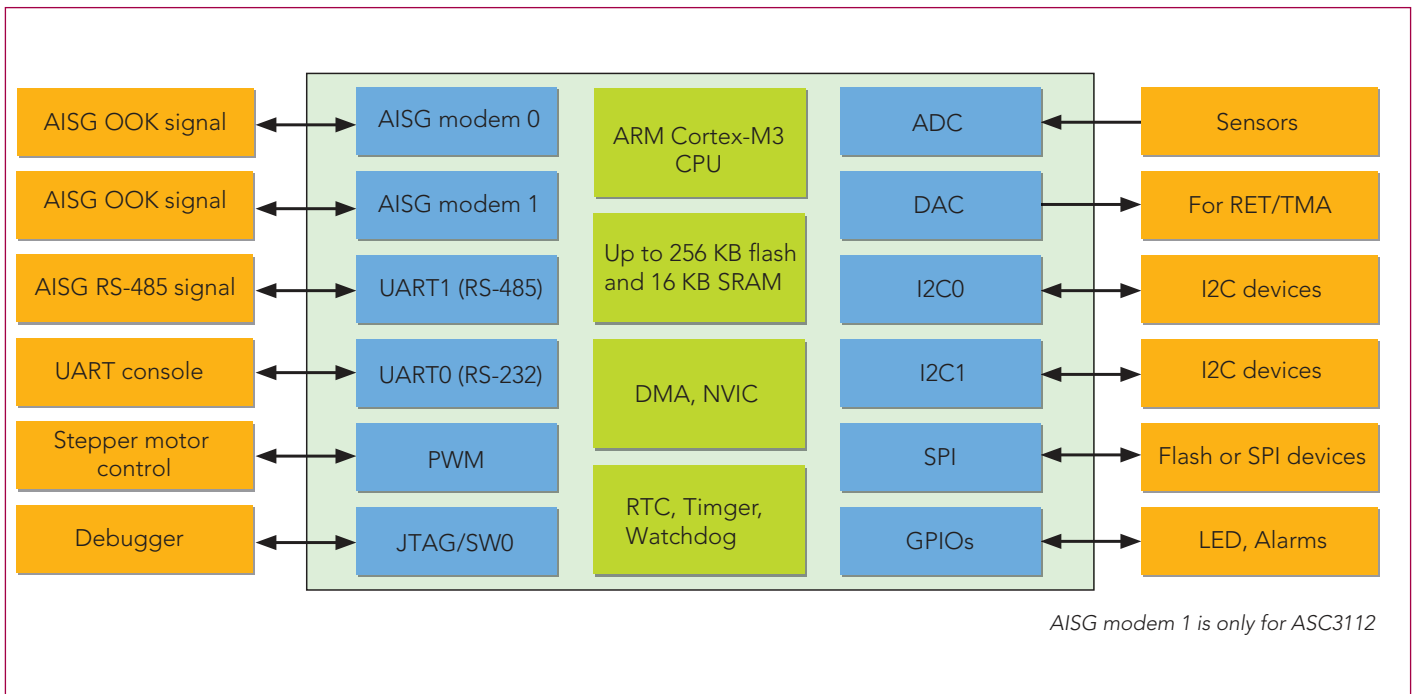 AISG OOK signal
AISG modem 0
ARM Cortex-M3
CPU
ADC
Sensors
AISG OOK signal
AISG modem 1
DAC
For RET/TMA
Up to 256 KB flash
and 16 KB SRAM
AISG RS-485 signal
UART1 (RS-485)
I2C0
I2C devices
UART console
UART0 (RS-232)
DMA, NVIC
I2C1
I2C devices
Stepper motor
control
PWM
SPI
Flash or SPI devices
RTC, Timger,
Watchdog
Debugger
JTAG/SW0
GPIOs
LED, Alarms
AISG modem 1 is only for ASC3112